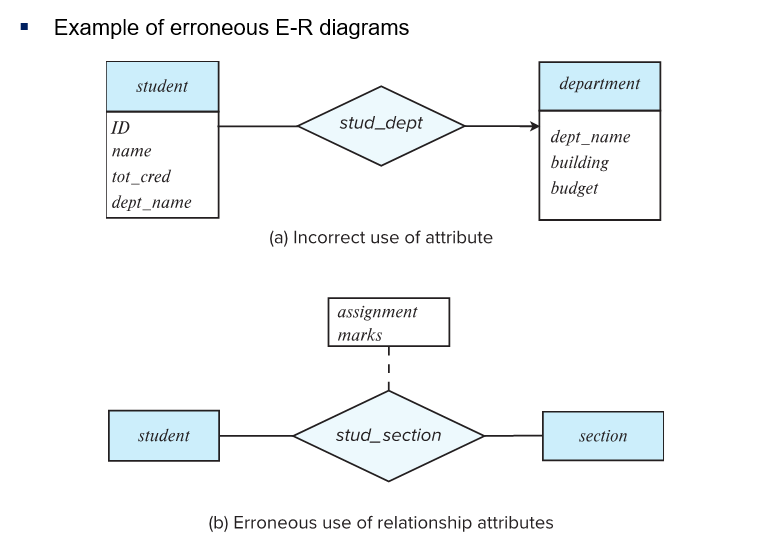 Example of erroneous E-R diagrams
student
stud_dept
department
ID
name
tot_cred
dept_name
dept_name
building
budget
(a) Incorrect use of attribute
assignment
marks
student
stud_section
section
(b) Erroneous use of relationship attributes